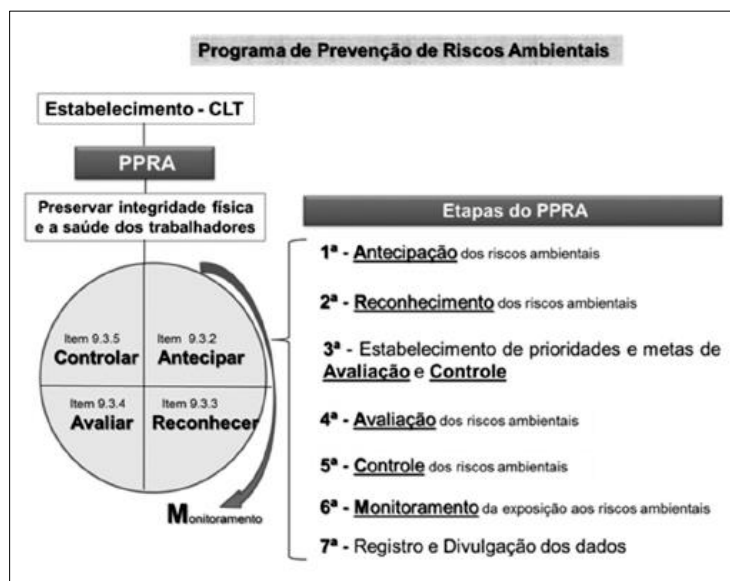 Programa de Prevenção de Riscos Ambientais
Estabelecimento - CLT
PPRA
Preservar integridade física
e a saúde dos trabalhadores
Item 9.3.5
Controlar
Item 9.3.2
Antecipar
Item 9.3.4
Avaliar
Item 9.3.3
Reconhecer
Monitoramento
Etapas do PPRA
1ª - Antecipação dos riscos ambientais
2ª - Reconhecimento dos riscos ambientais
3ª - Estabelecimento de prioridades e metas de
Avaliação e Controle
4ª - Avaliação dos riscos ambientais
5ª - Controle dos riscos ambientais
6ª - Monitoramento da exposição aos riscos ambientais
7ª - Registro e Divulgação dos dados